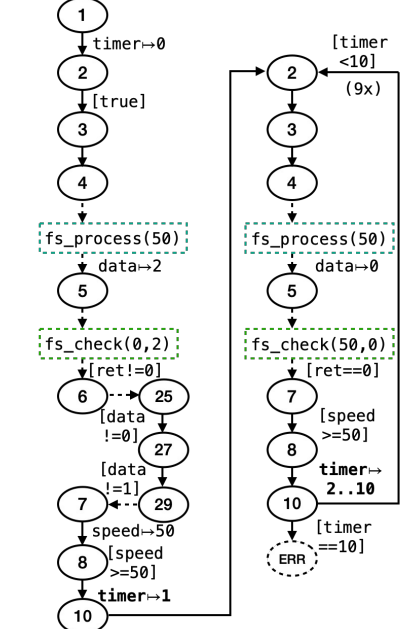 1
timer↦0
2
[true]
3
4
fs_process(50)
data↦2
5
fs_check(0,2)
[ret!=0]
6
25
[data
!=0]
27
[data
!=1]
7
29
speed↦50
8
[speed
>=50]
timer↦1
10
[timer
<10]
2
(9x)
3
4
fs_process(50)
data↦0
5
fs_check(50,0)
[ret==0]
7
[speed
>=50]
8
timer↦
2..10
10
[timer
==10]
ERR